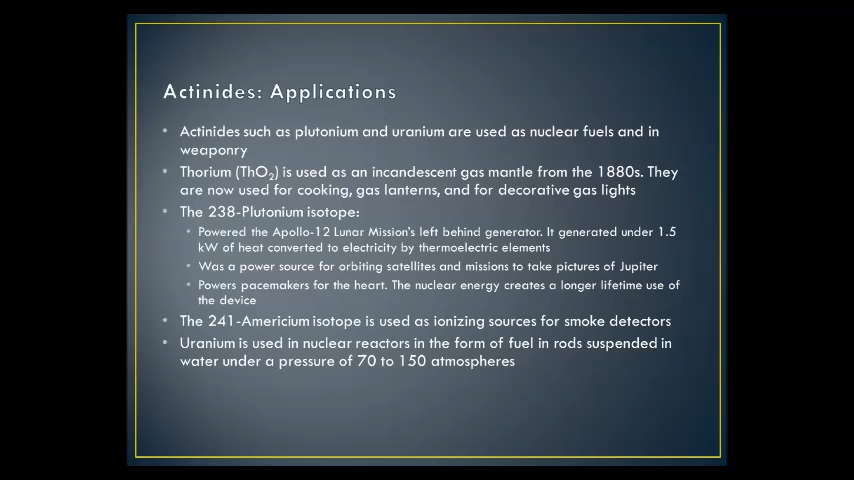 Actinides: Applications
• Actinides such as plutonium and uranium are used as nuclear fuels and in
weaponry
• Thorium (ThO₂) is used as an incandescent gas mantle from the 1880s. They
are now used for cooking, gas lanterns, and for decorative gas lights
• The 238-Plutonium isotope:
• Powered the Apollo-12 Lunar Mission's left behind generator. It generated under 1.5
kW of heat converted to electricity by thermoelectric elements
• Was a power source for orbiting satellites and missions to take pictures of Jupiter
• Powers pacemakers for the heart. The nuclear energy creates a longer lifetime use of
the device
• The 241-Americium isotope is used as ionizing sources for smoke detectors
• Uranium is used in nuclear reactors in the form of fuel in rods suspended in
water under a pressure of 70 to 150 atmospheres